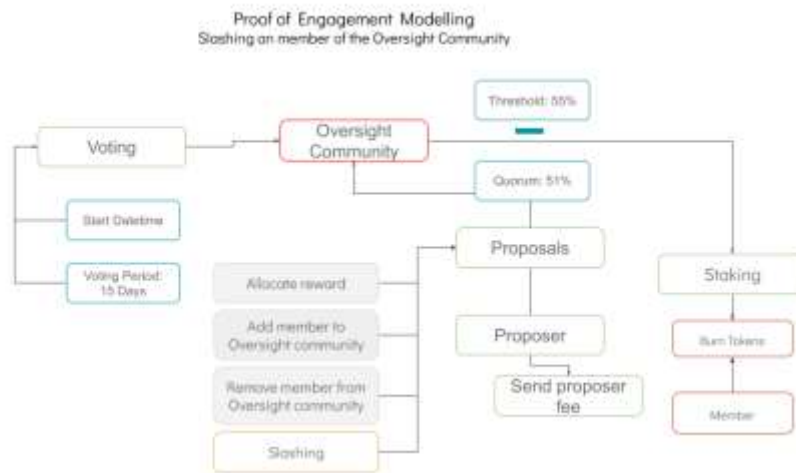 Proof of Engagement Modelling
Slashing an member of the Oversight Community
Threshold: 55%
Voting
Oversight
Community
Quorum: 51%
Start Datetime
Proposals
Voting Period:
15 Days
Allocate reward
Staking
Add member to
Oversight community
Proposer
Burn Tokens
Remove member from
Oversight community
Send proposer
fee
Member
Slashing